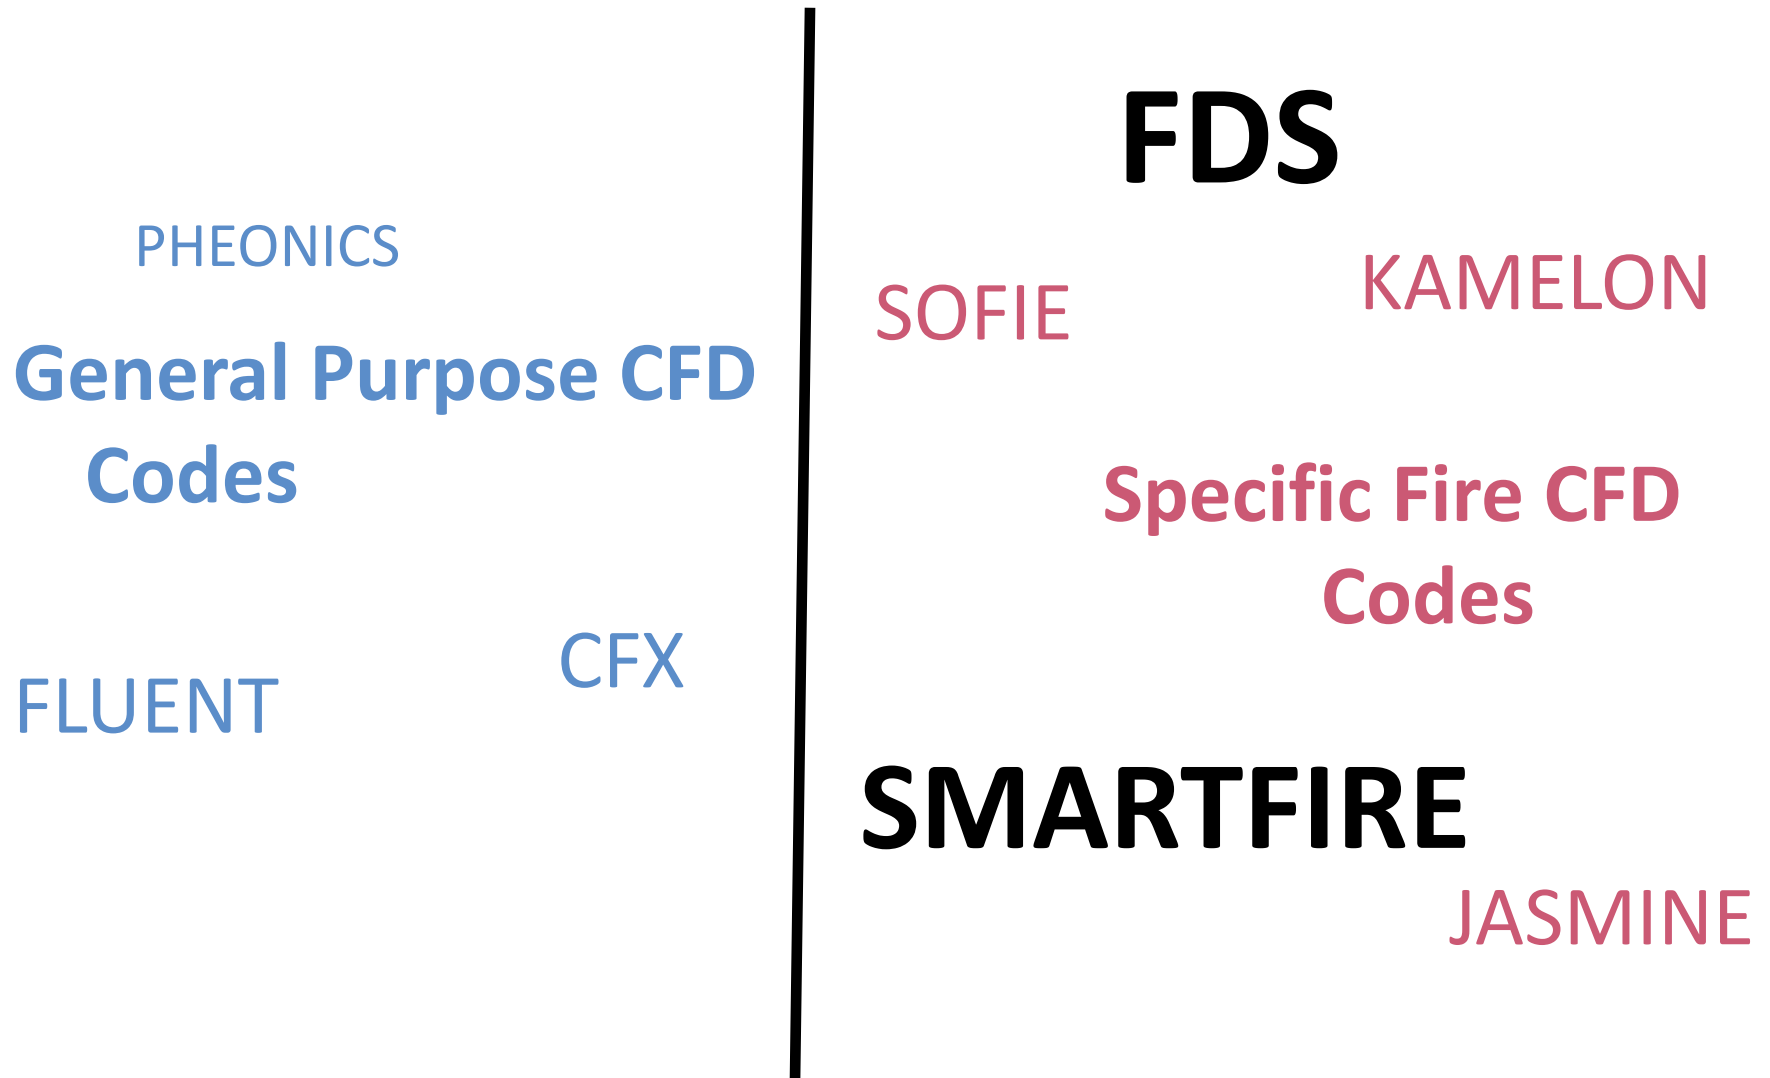 PHEONICS
General Purpose CFD
Codes
CFX
FLUENT
FDS
KAMELON
SOFIE
Specific Fire CFD
Codes
SMARTFIRE
JASMINE